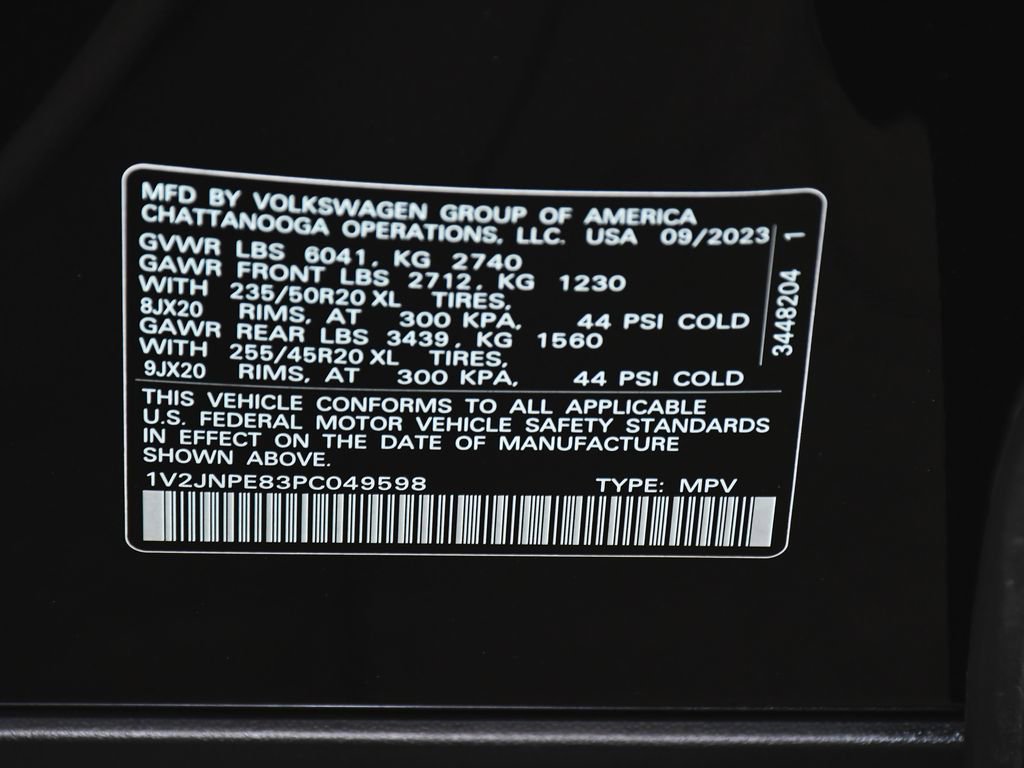 MFD BY VOLKSWAGEN GROUP OF AMERICA
CHATTANOOGA OPERATIONS, LLC. USA 09/2023
GVWR LBS 6041, KG 2740
GAWR FRONT LBS 2712, KG 1230
WITH 235/50R20 XL TIRES,
8JX20 RIMS, AT 300 KPA, 44 PSI COLD
GAWR REAR LBS 3439, KG 1560
WITH 255/45R20 XL TIRES,
9JX20 RIMS, AT 300 KPA, 44 PSI COLD
THIS VEHICLE CONFORMS TO ALL APPLICABLE
U.S. FEDERAL MOTOR VEHICLE SAFETY STANDARDS
IN EFFECT ON THE DATE OF MANUFACTURE
SHOWN ABOVE.
1V2JNPE83PC049598 TYPE: MPV
3448204 1